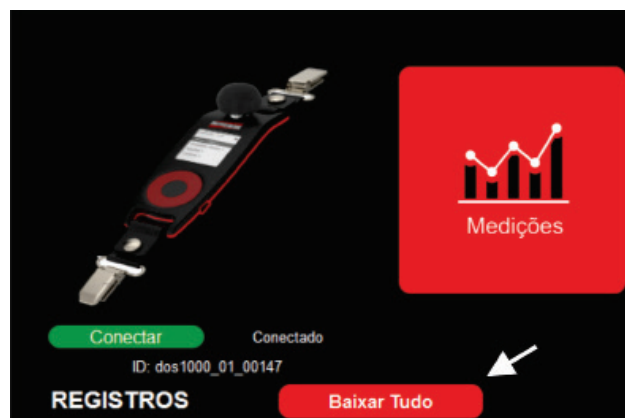 Medições
Conectar
Conectado
ID: dos1000_01_00147
REGISTROS
Baixar Tudo